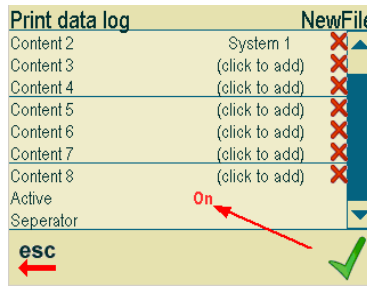 Print data log NewFile
Content 2 System 1
Content 3 (click to add)
Content 4 (click to add)
Content 5 (click to add)
Content 6 (click to add)
Content 7 (click to add)
Content 8 (click to add)
Active On
Seperator
esc